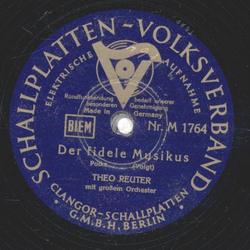 SCHALLPLATTEN-VOLKSVERBAND
ELEKTRISCHE AUFNAHME
V
Rundfunksendung bedarf unserer
besonderen Genehmigung
Made in Germany
BIEM
Nr. M 1764
Der fidele Musikus
Polka (Voigt)
THEO REUTER
mit großem Orchester
CLANGOR-SCHALLPLATTEN
G.M.B.H. BERLIN